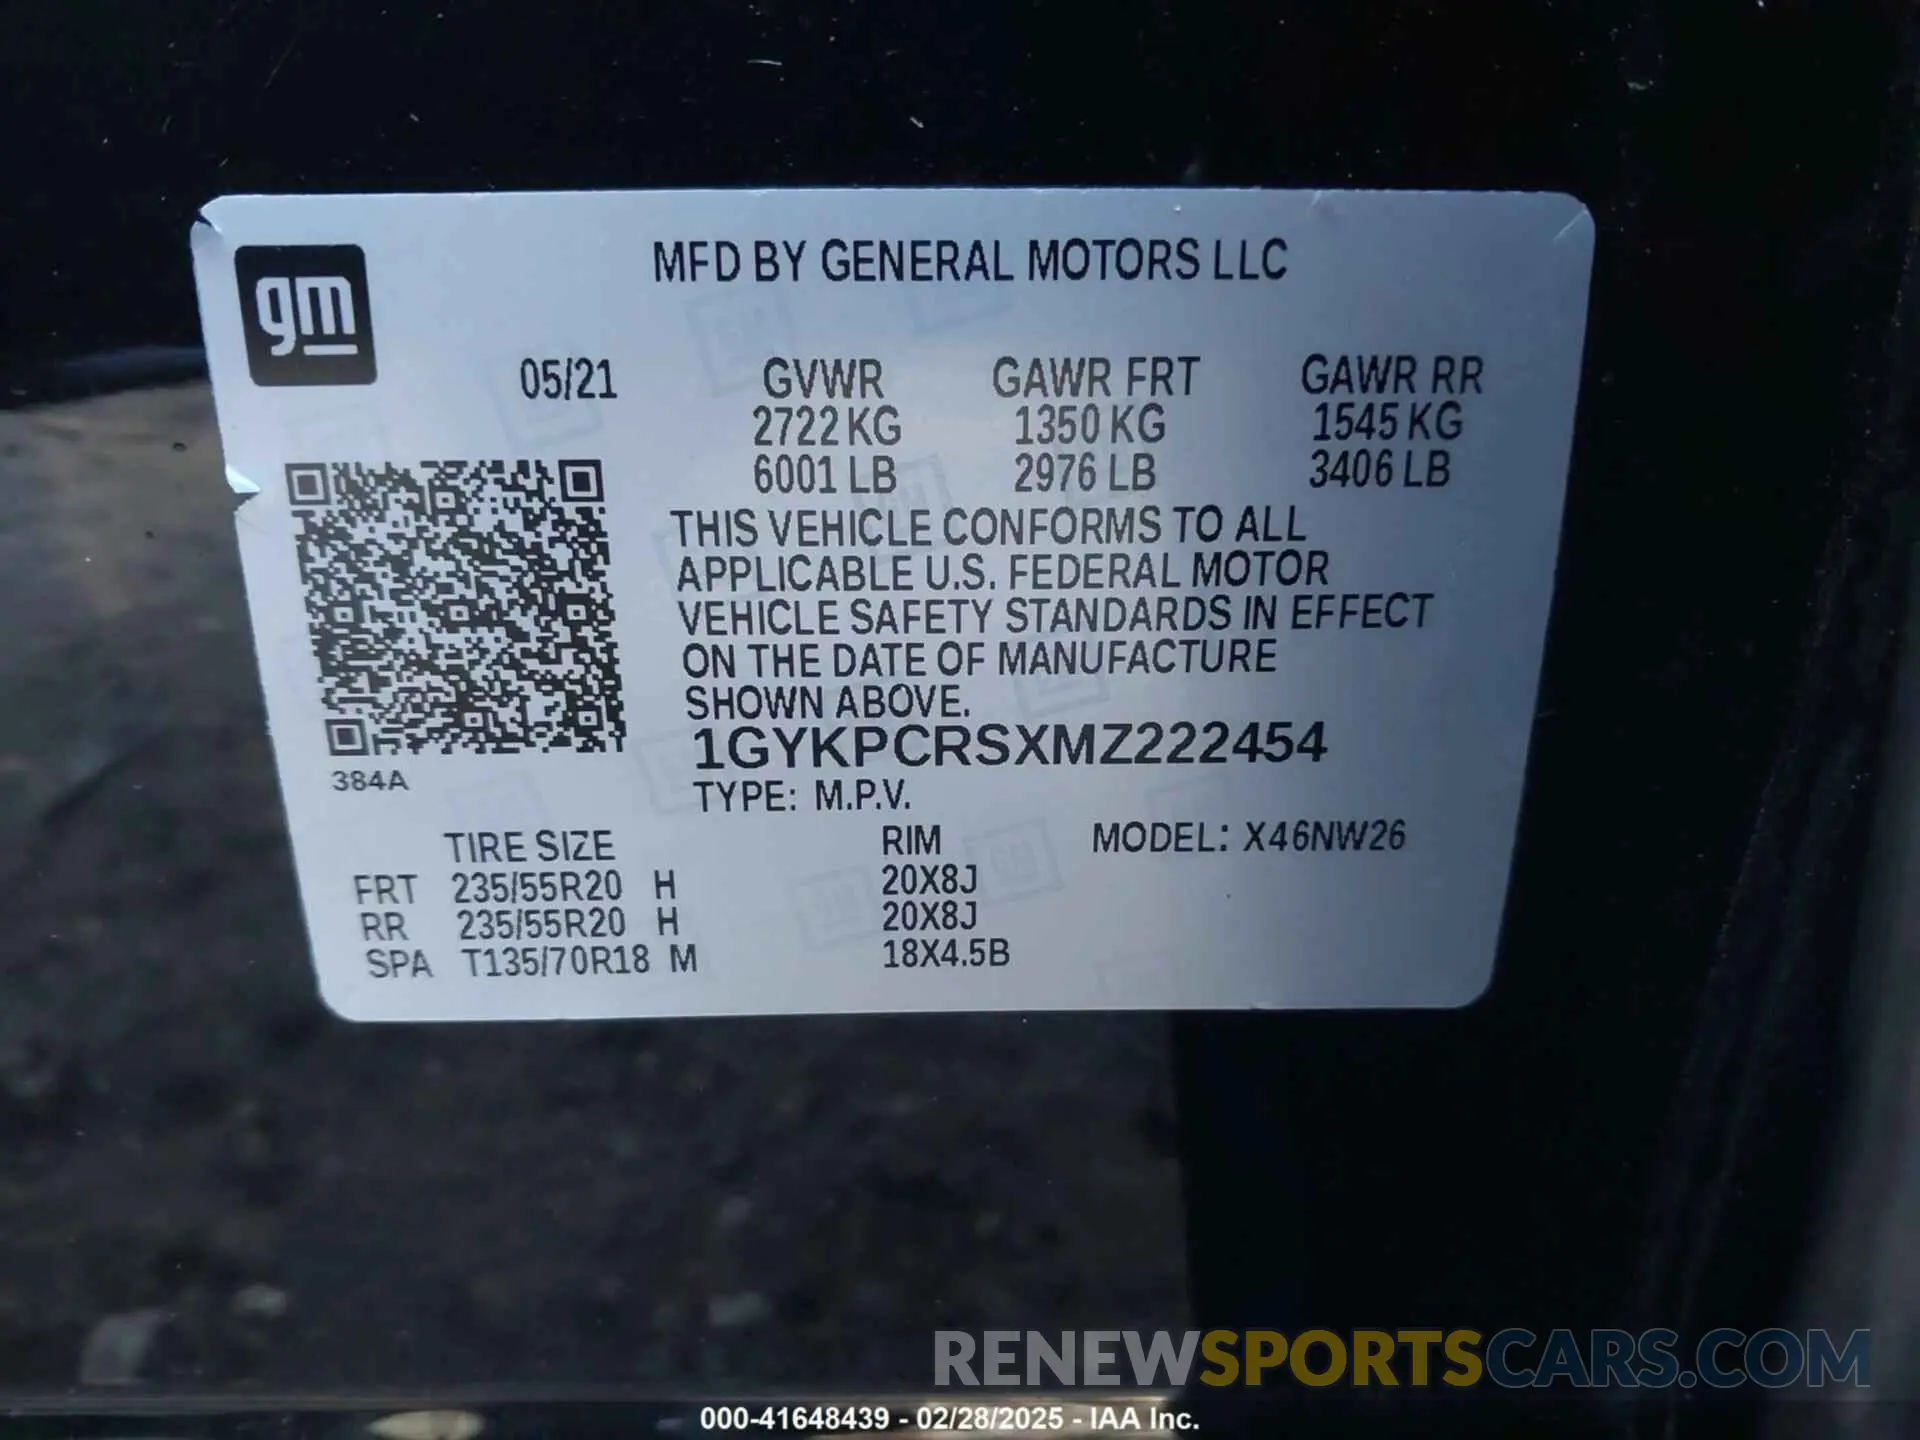 MFD BY GENERAL MOTORS LLC
gm
05/21 GVWR GAWR FRT GAWR RR
2722 KG 1350 KG 1545 KG
6001 LB 2976 LB 3406 LB
THIS VEHICLE CONFORMS TO ALL
APPLICABLE U.S. FEDERAL MOTOR
VEHICLE SAFETY STANDARDS IN EFFECT
ON THE DATE OF MANUFACTURE
SHOWN ABOVE.
1GYKPCRSXMZ222454
384A
TYPE: M.P.V.
TIRE SIZE RIM MODEL: X46NW26
FRT 235/55R20 H 20X8J
RR 235/55R20 H 20X8J
SPA T135/70R18 M 18X4.5B
RENEWSPORTSCARS.COM
000-41648439 - 02/28/2025 - IAA Inc.